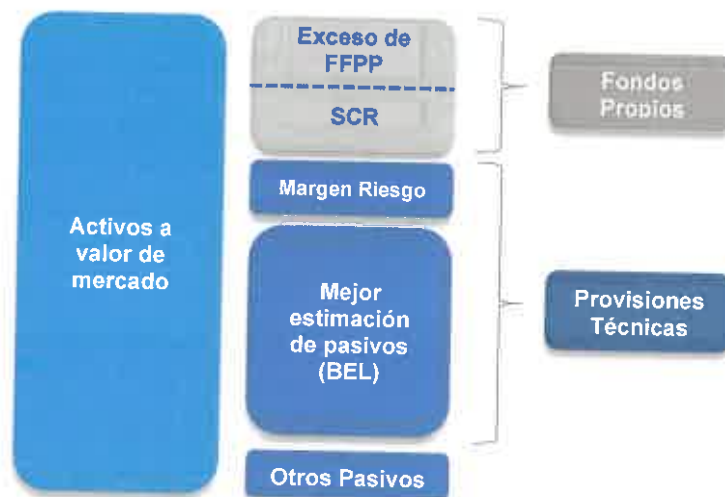 Activos a
valor de
mercado
Exceso de
FFPP
SCR
Margen Riesgo
Mejor
estimación
de pasivos
(BEL)
Otros Pasivos
Fondos
Propios
Provisiones
Técnicas